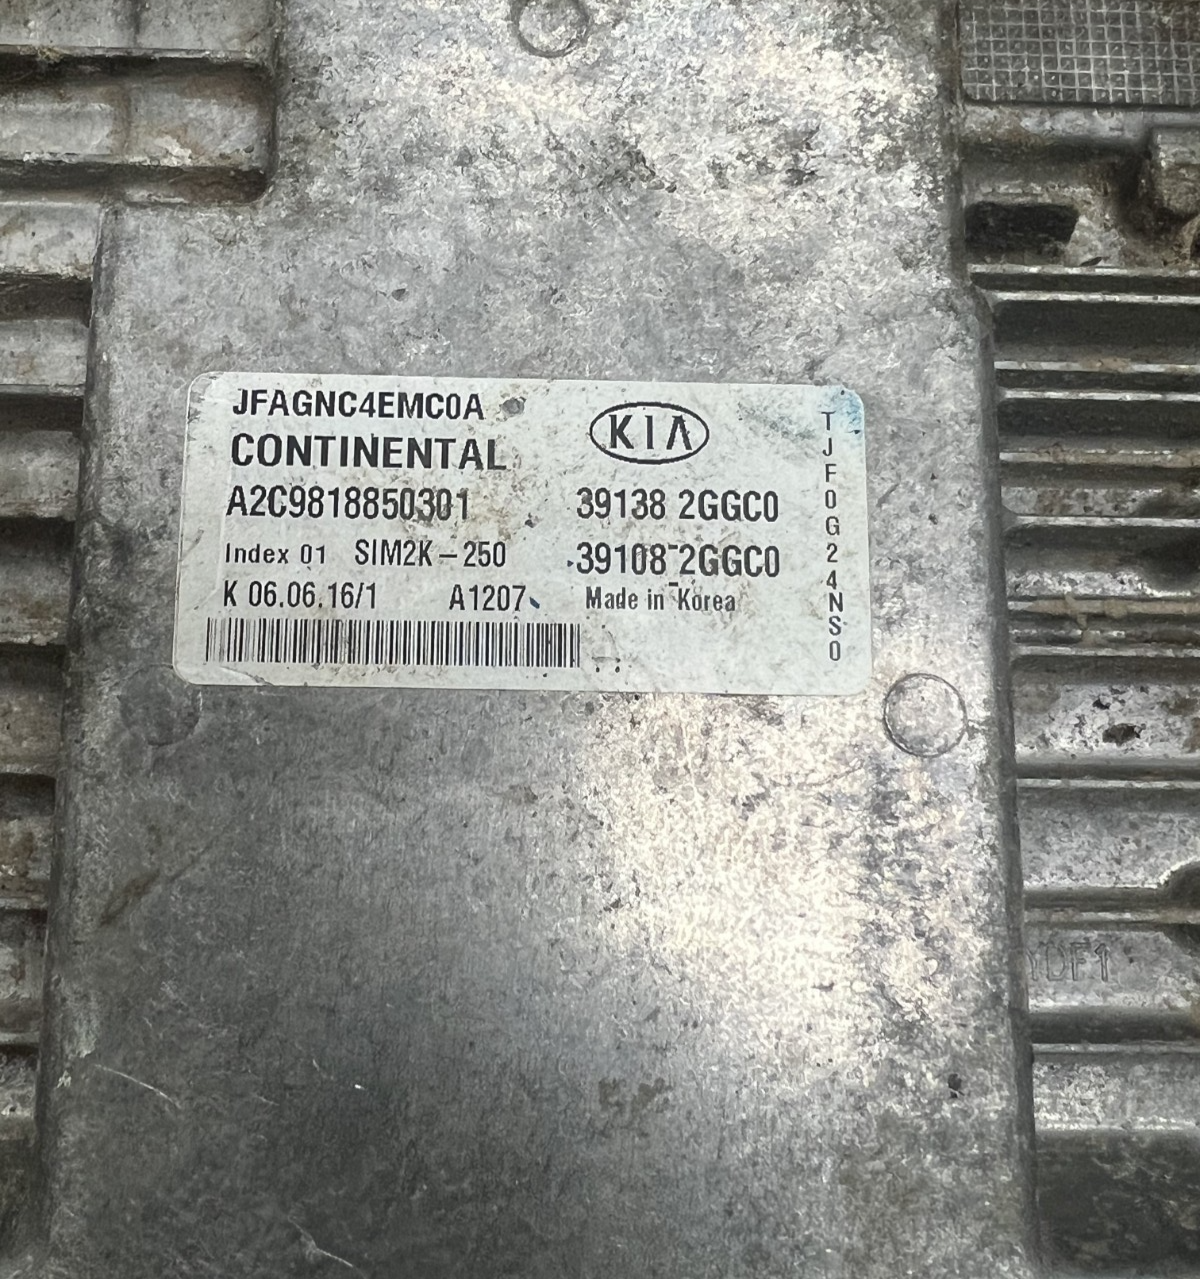 JFAGNC4EMC0A
KIA
CONTINENTAL
A2C9818850301 39138 2GGC0
Index 01 SIM2K-250 39108-2GGC0
K 06.06.16/1 A1207 Made in Korea
TJF0G24NS0
DF1